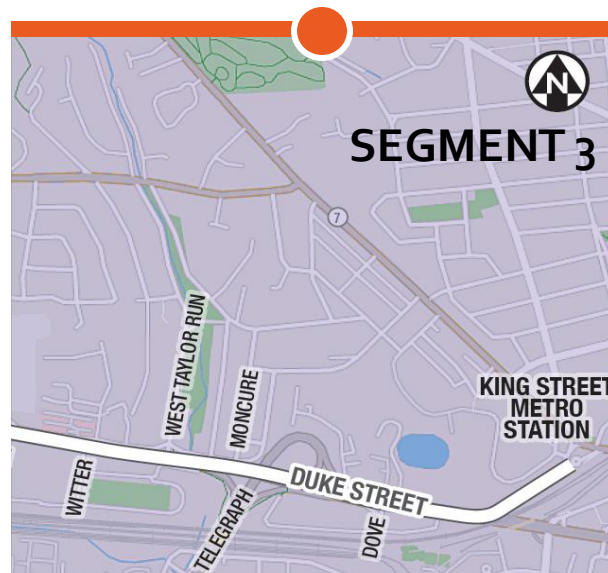 N
SEGMENT 3
7
WEST TAYLOR RUN
MONCURE
KING STREET
METRO
STATION
WITTER
DUKE STREET
TELEGRAPH
DOVE